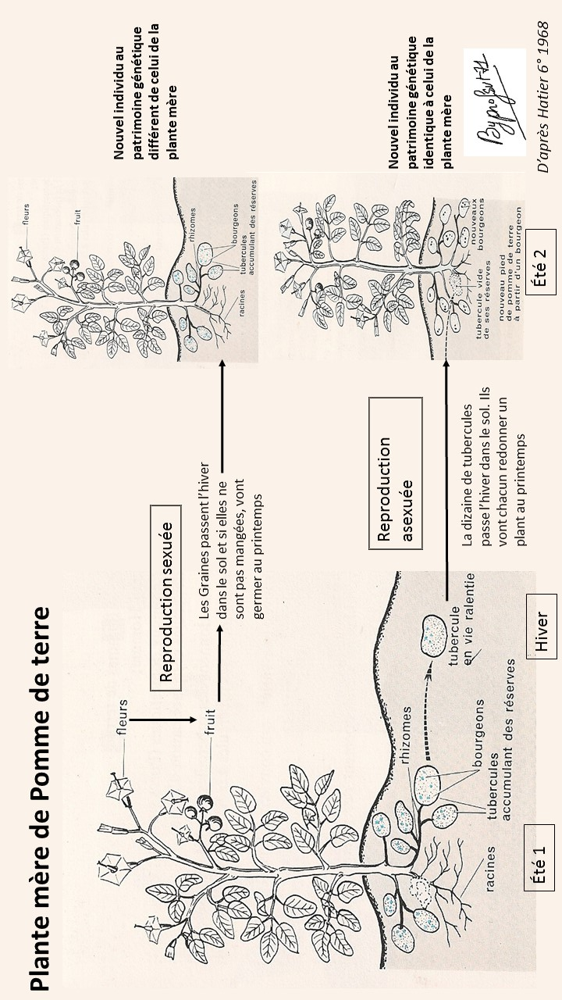 Plante mère de Pomme de terre
fleurs
fruit
Reproduction sexuée
Les Graines passent l'hiver
dans le sol et si elles ne
sont pas mangées, vont
germer au printemps
fleurs
fruit
rhizomes
racines
bourgeons
tubercules
accumulant des réserves
Nouvel individu au
patrimoine génétique
différent de celui de la
plante mère
rhizomes
racines
bourgeons
tubercules
accumulant des réserves
tubercule
en vie ralentie
Reproduction
asexuée
La dizaine de tubercules
passe l'hiver dans le sol. Ils
vont chacun redonner un
plant au printemps
tubercule vide
de ses réserves
nouveaux
bourgeons
nouveau pied
de pomme de terre
à partir d'un bourgeon
Nouvel individu au
patrimoine génétique
identique à celui de la
plante mère
Été 1
Hiver
Été 2
D'après Hatier 6° 1968